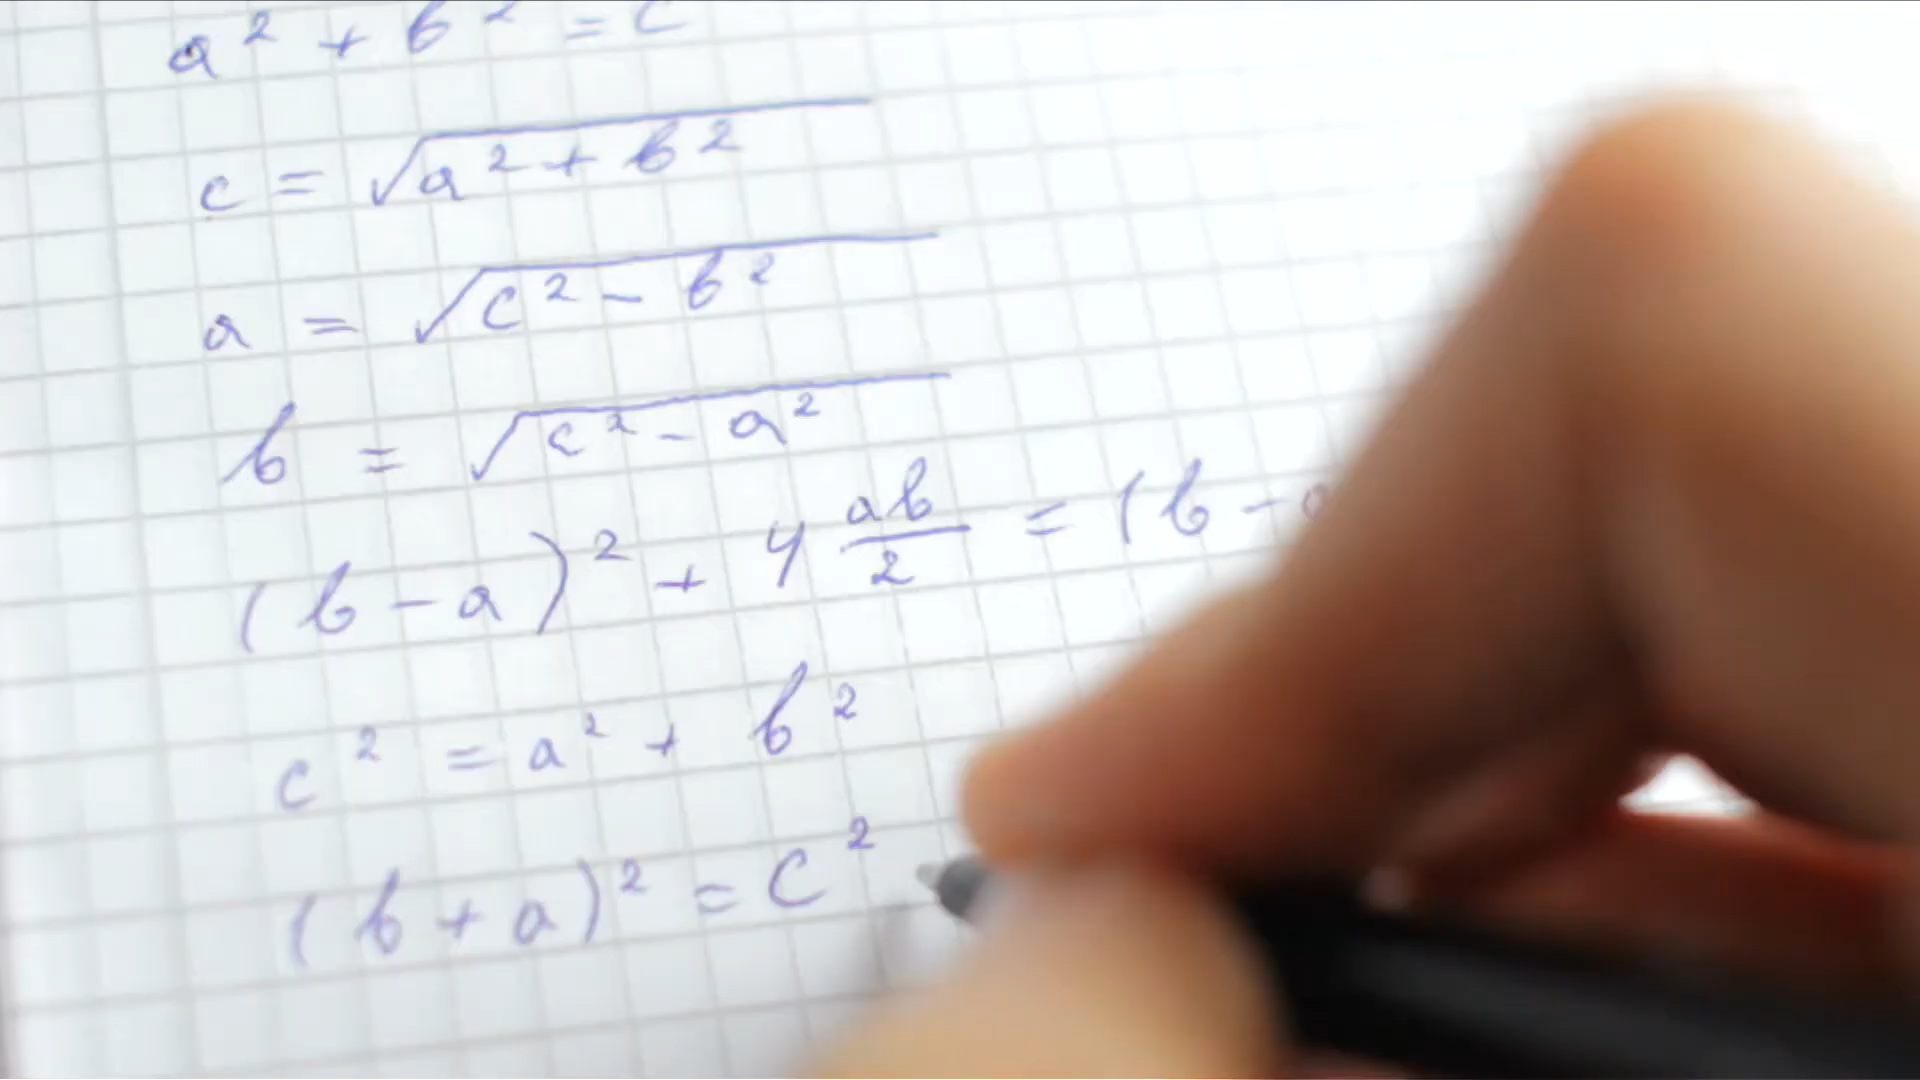 a² + b² = c
c = √a² + b²
a = √c² - b²
b = √c² - a²
(b - a)² + 4 ab/2 = (b - a
c² = a² + b²
(b + a)² = c²